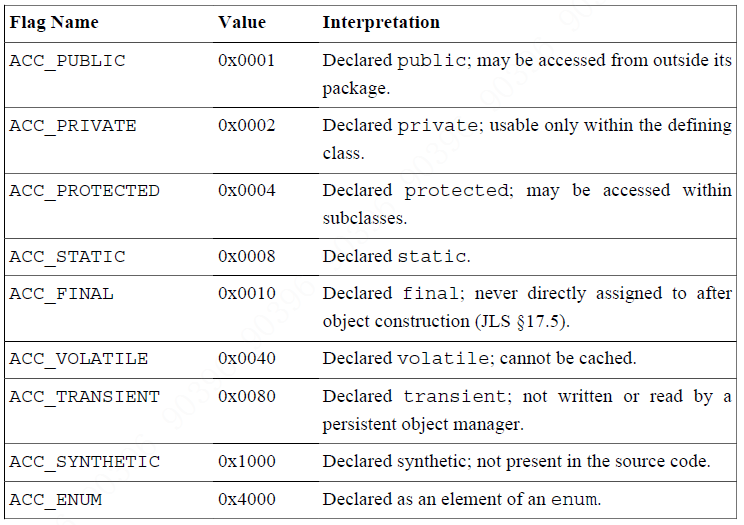 Flag Name Value Interpretation
ACC_PUBLIC 0x0001 Declared public; may be accessed from outside its
package.
ACC_PRIVATE 0x0002 Declared private; usable only within the defining
class.
ACC_PROTECTED 0x0004 Declared protected; may be accessed within
subclasses.
ACC_STATIC 0x0008 Declared static.
ACC_FINAL 0x0010 Declared final; never directly assigned to after
object construction (JLS §17.5).
ACC_VOLATILE 0x0040 Declared volatile; cannot be cached.
ACC_TRANSIENT 0x0080 Declared transient; not written or read by a
persistent object manager.
ACC_SYNTHETIC 0x1000 Declared synthetic; not present in the source code.
ACC_ENUM 0x4000 Declared as an element of an enum.